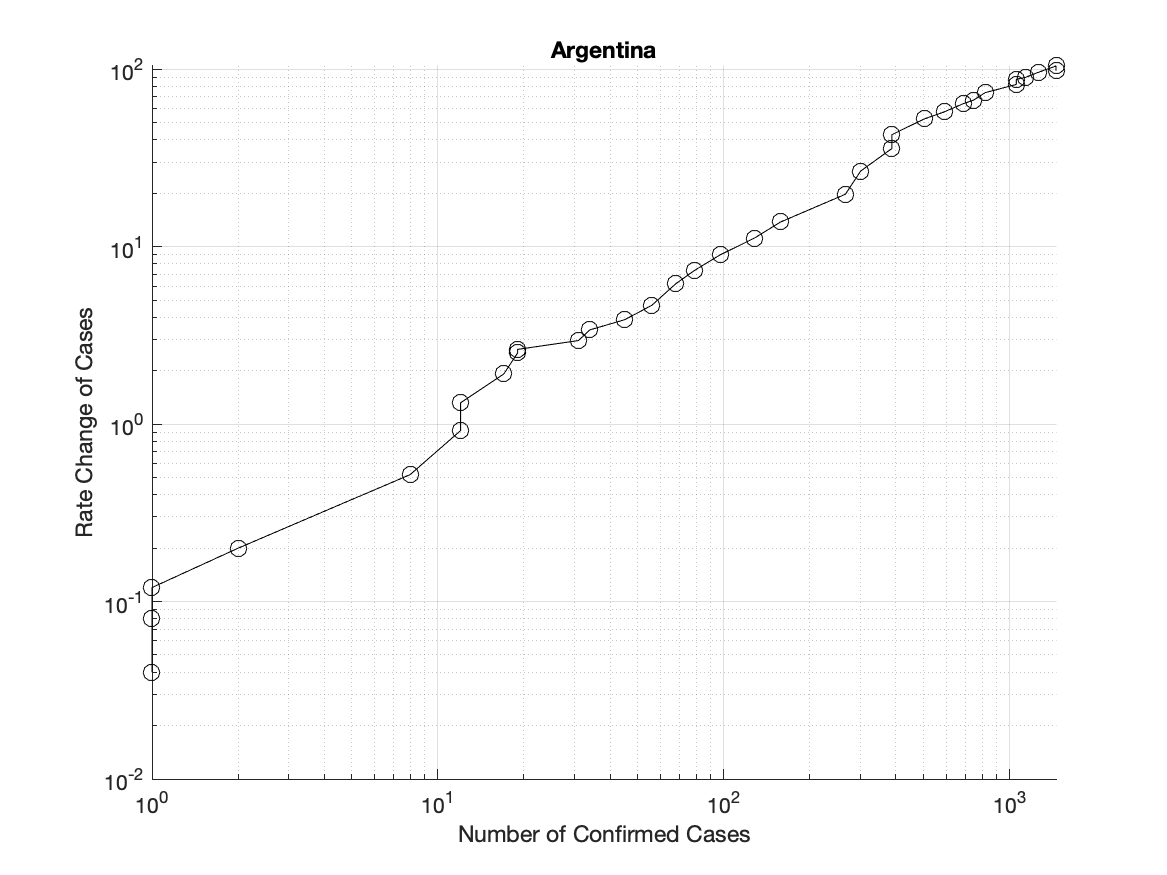 Argentina
10²
10¹
10⁰
10⁻¹
10⁻²
Rate Change of Cases
10⁰ 10¹ 10² 10³
Number of Confirmed Cases